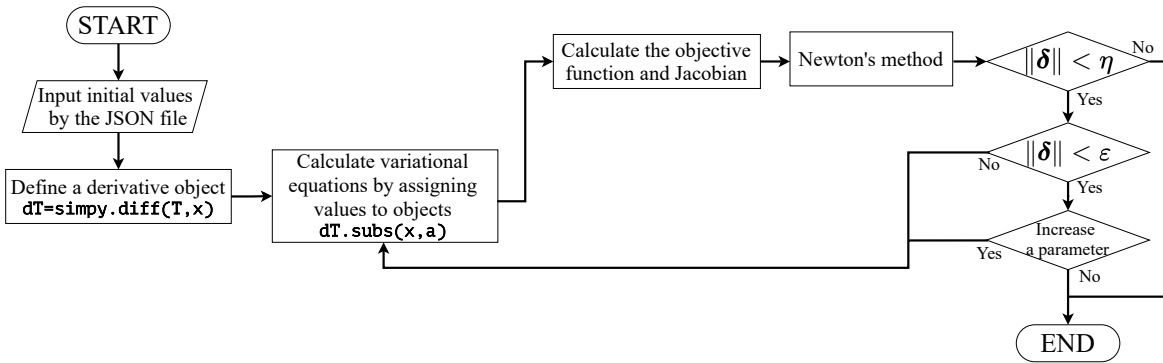 START
Input initial values
by the JSON file
Define a derivative object
dT=simpy.diff(T,x)
Calculate variational
equations by assigning
values to objects
dT.subs(x,a)
Calculate the objective
function and Jacobian
Newton's method
‖δ‖ < η
No
Yes
‖δ‖ < ε
No
Yes
Increase
a parameter
Yes
No
END